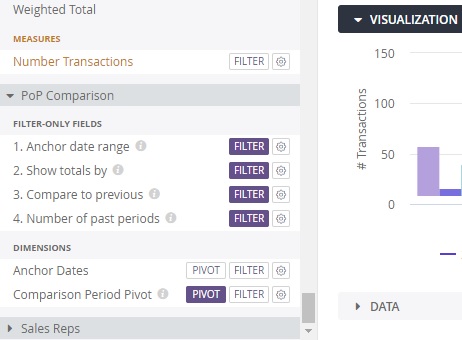 Weighted Total
MEASURES
Number Transactions FILTER
PoP Comparison
FILTER-ONLY FIELDS
1. Anchor date range FILTER
2. Show totals by FILTER
3. Compare to previous FILTER
4. Number of past periods FILTER
DIMENSIONS
Anchor Dates PIVOT FILTER
Comparison Period Pivot PIVOT FILTER
Sales Reps
VISUALIZATION
150
100
50
0
# Transactions
DATA